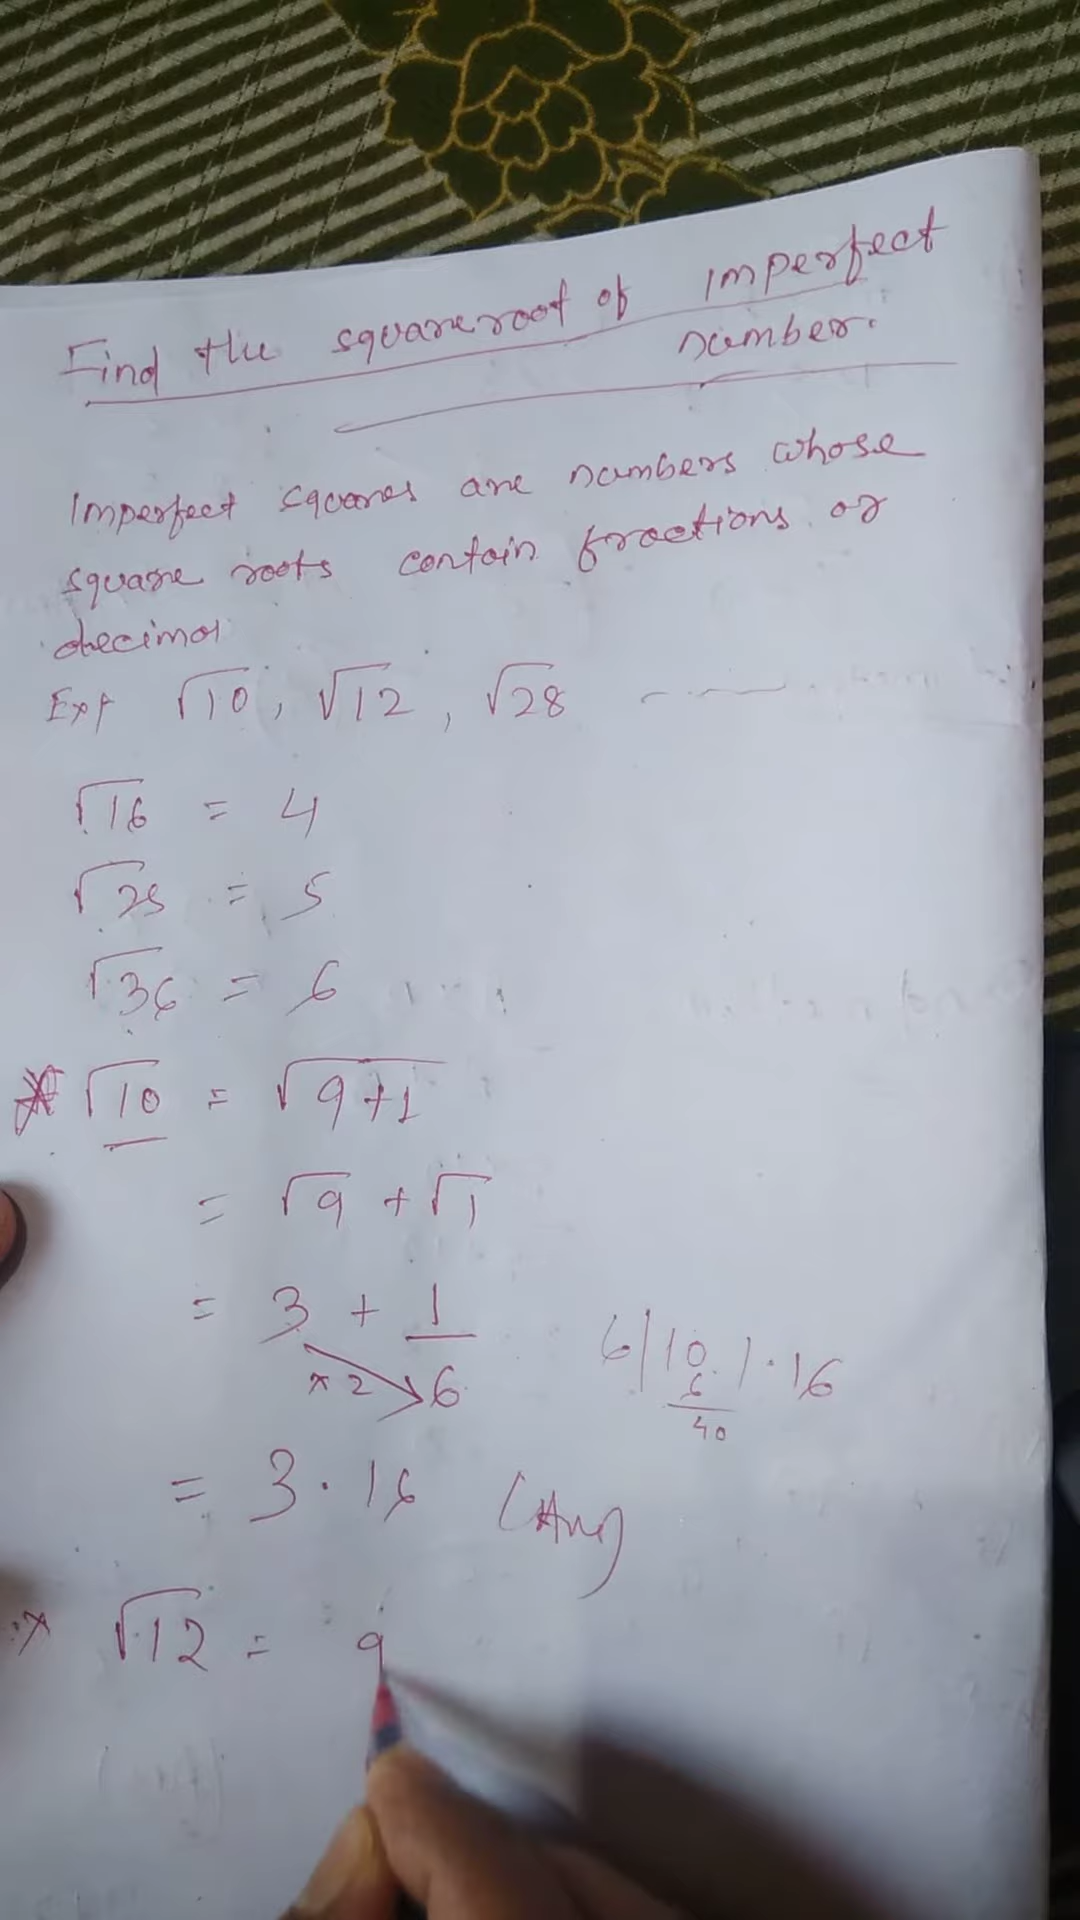 Find the squareroot of imperfect
number.
Imperfect squares are numbers whose
square roots contain fractions or
decimal
Exp √10, √12, √28 ———
√16 = 4
√25 = 5
√36 = 6
* √10 = √9+1
= √9 + √1
= 3 + 1
×2 6
6|10|.16
6
40
= 3.16 (Ans)
* √12 = 9